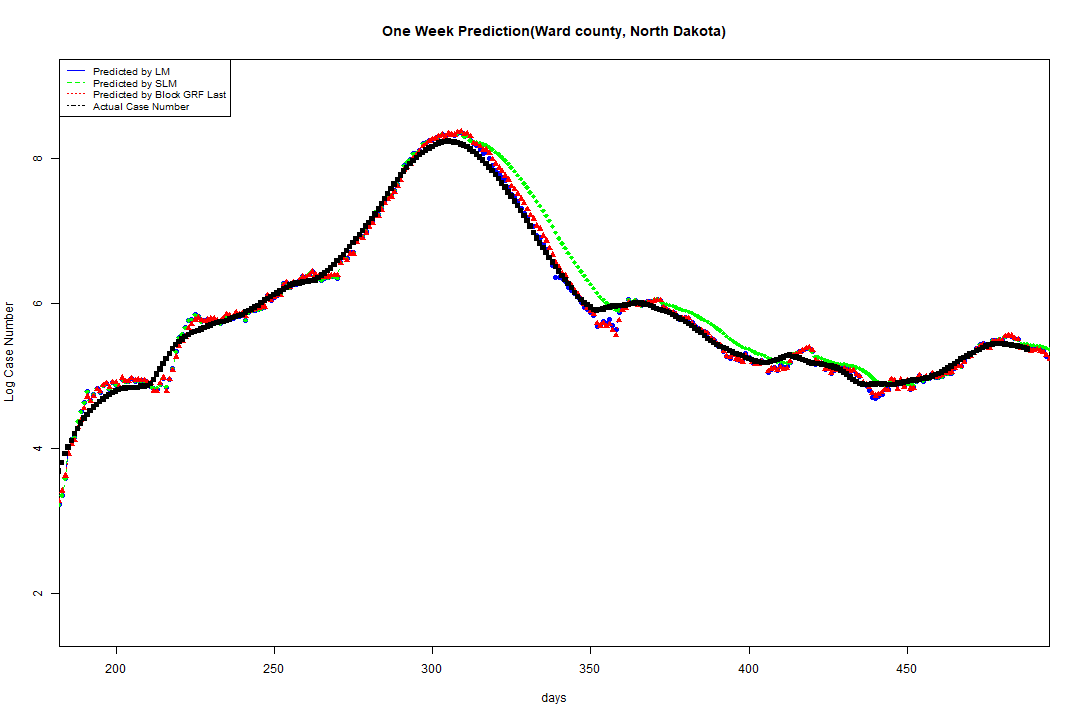 One Week Prediction(Ward county, North Dakota)
Predicted by LM
Predicted by SLM
Predicted by Block GRF Last
Actual Case Number
8
6
4
2
Log Case Number
200 250 300 350 400 450
days